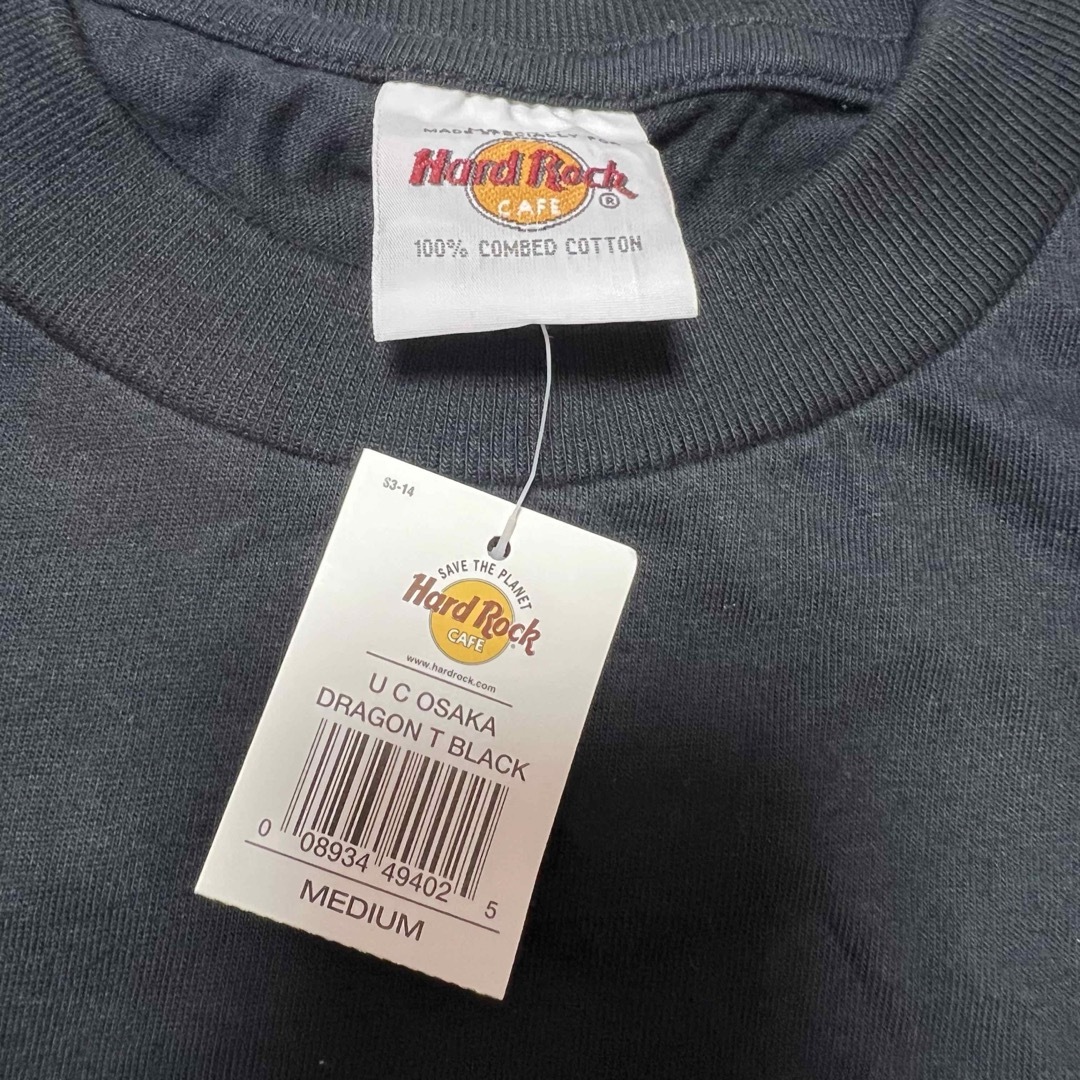 MADE SPECIALLY FOR
Hard Rock
CAFE
®
100% COMBED COTTON
S3-14
SAVE THE PLANET
Hard Rock
CAFE
®
www.hardrock.com
U C OSAKA
DRAGON T BLACK
0 08934 49402 5
MEDIUM